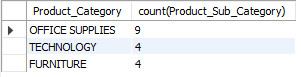 Product_Category count(Product_Sub_Category)
OFFICE SUPPLIES 9
TECHNOLOGY 4
FURNITURE 4